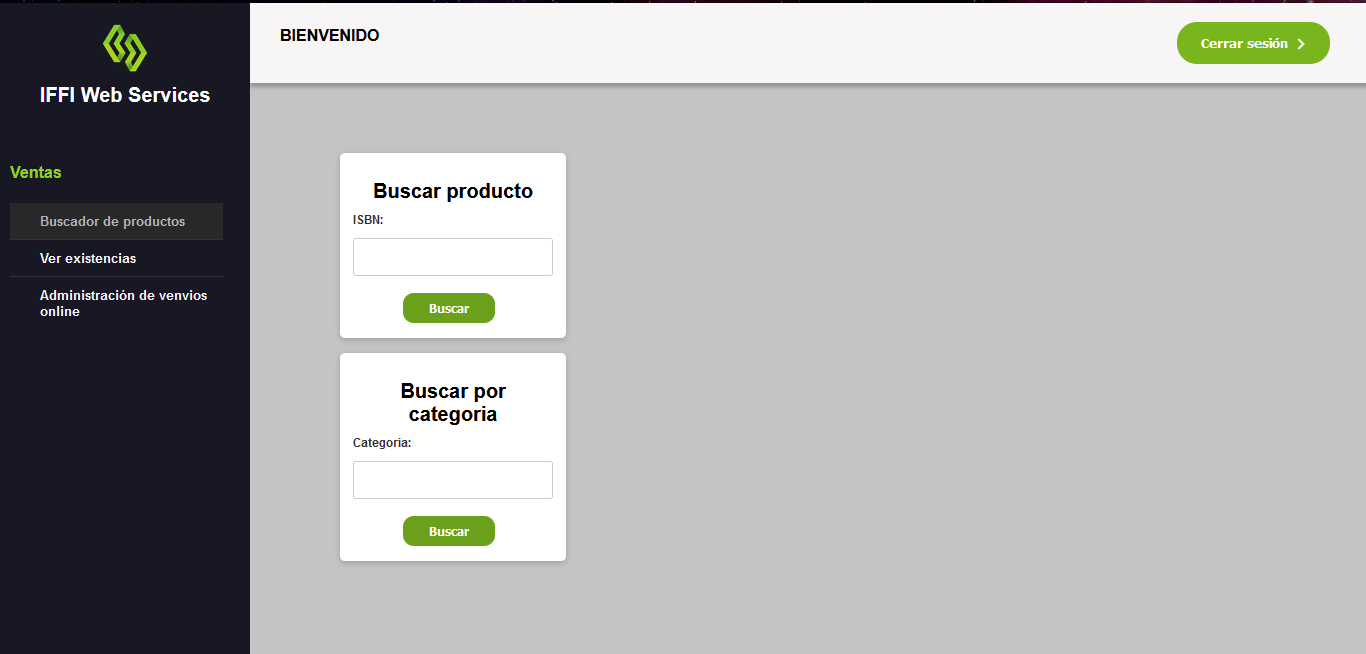 IFFI Web Services
Ventas
Buscador de productos
Ver existencias
Administración de venvios
online
BIENVENIDO
Cerrar sesión
Buscar producto
ISBN:
Buscar
Buscar por
categoria
Categoria:
Buscar